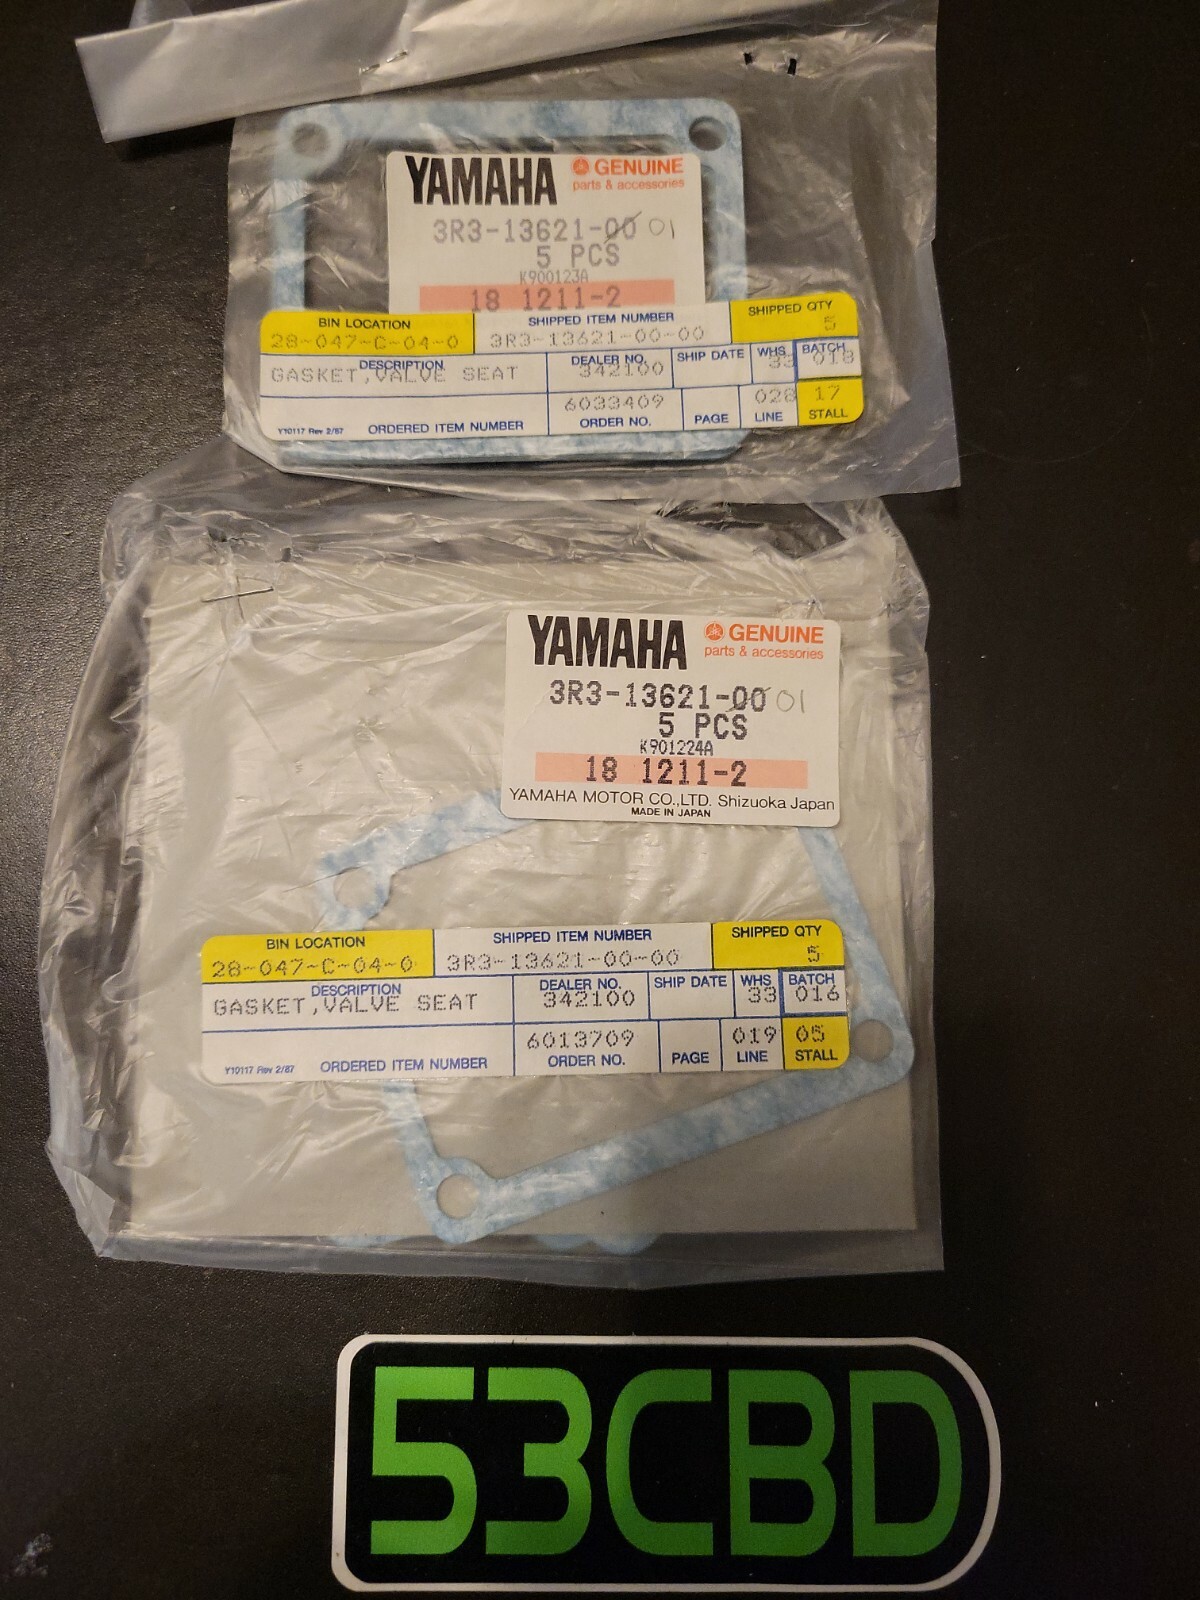 YAMAHA GENUINE
parts & accessories
3R3-13621-00 01
5 PCS
K900123A
18 1211-2
BIN LOCATION SHIPPED ITEM NUMBER SHIPPED QTY
28-047-C-04-0 3R3-13621-00-00 5
DESCRIPTION DEALER NO. SHIP DATE WHS BATCH
GASKET,VALVE SEAT 342100 33 018
6033409 028 17
Y10117 Rev 2/87 ORDERED ITEM NUMBER ORDER NO. PAGE LINE STALL
YAMAHA GENUINE
parts & accessories
3R3-13621-00 01
5 PCS
K901224A
18 1211-2
YAMAHA MOTOR CO.,LTD. Shizuoka Japan
MADE IN JAPAN
BIN LOCATION SHIPPED ITEM NUMBER SHIPPED QTY
28-047-C-04-0 3R3-13621-00-00 5
DESCRIPTION DEALER NO. SHIP DATE WHS BATCH
GASKET,VALVE SEAT 342100 33 016
6013709 019 05
Y10117 Rev 2/87 ORDERED ITEM NUMBER ORDER NO. PAGE LINE STALL
53CBD